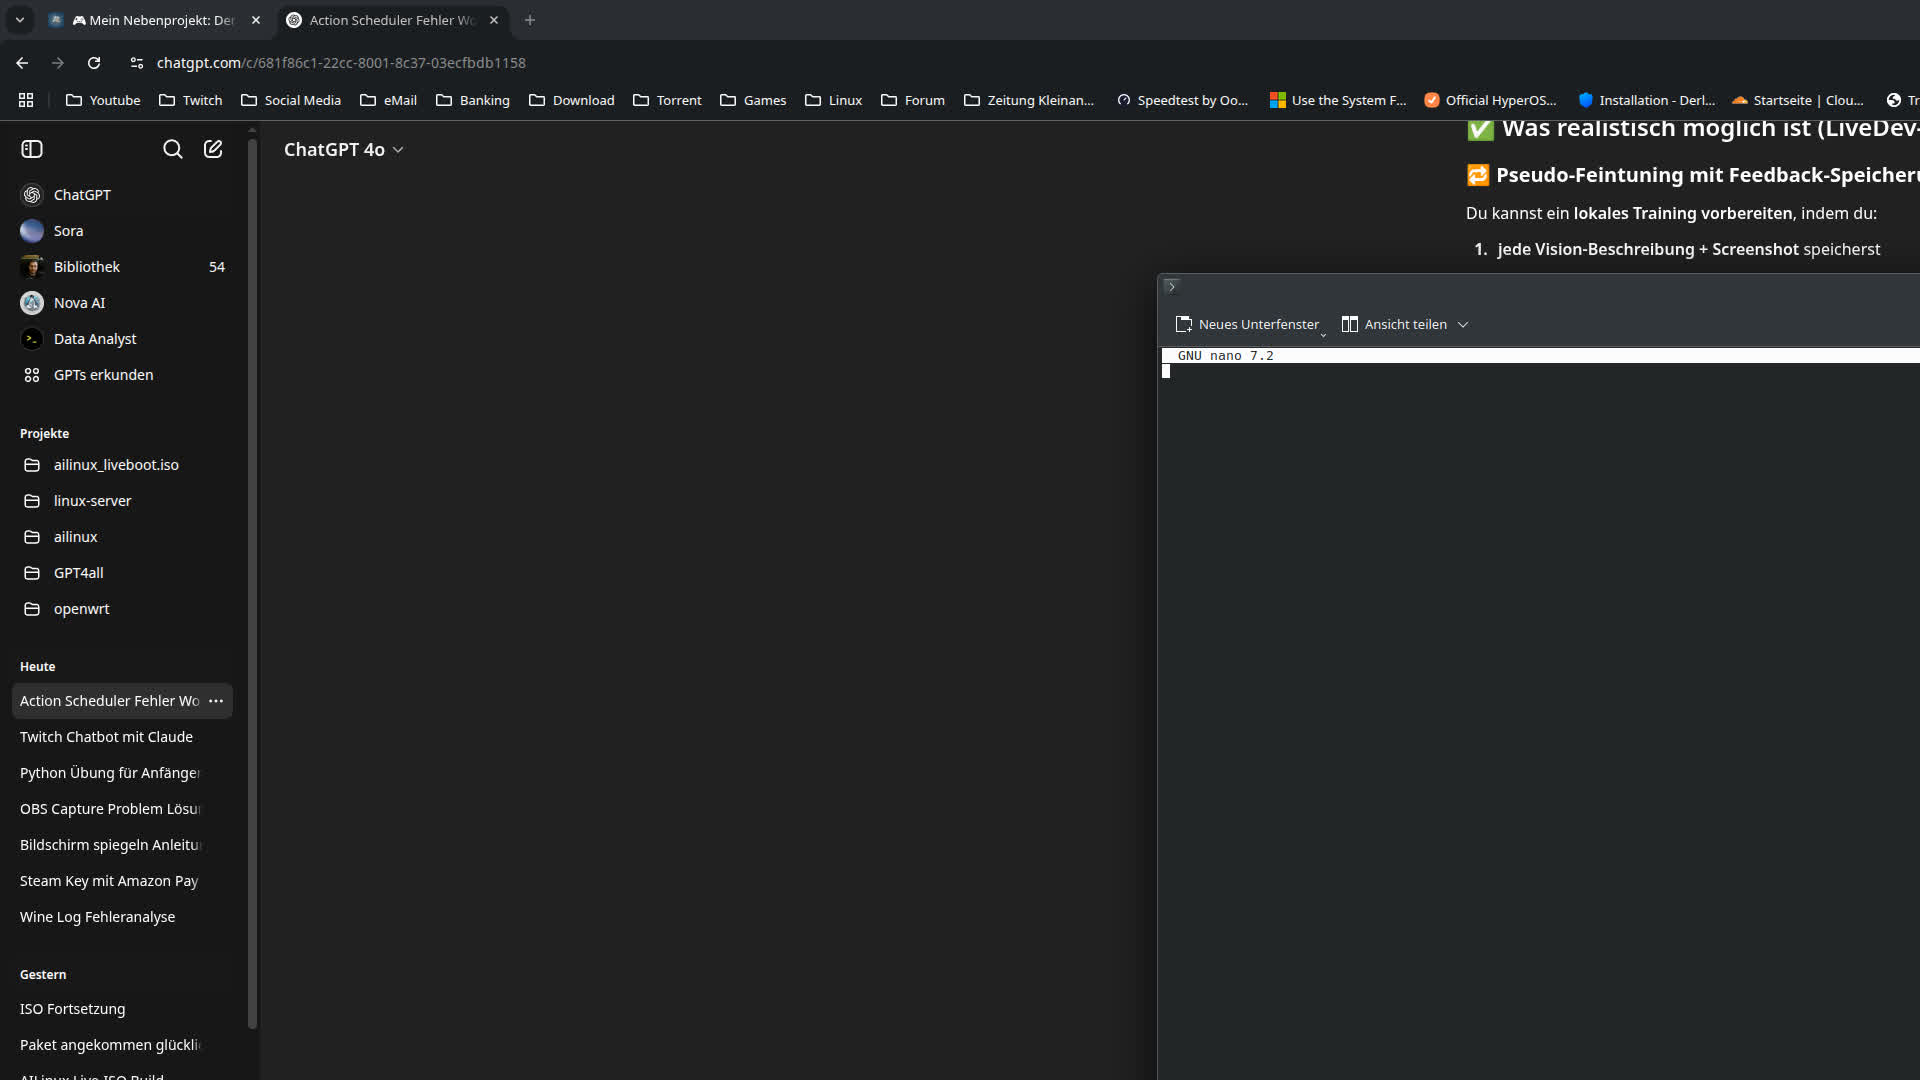 🎮 Mein Nebenprojekt: Der
Action Scheduler Fehler Wo
chatgpt.com/c/681f86c1-22cc-8001-8c37-03ecfbdb1158
Youtube
Twitch
Social Media
eMail
Banking
Download
Torrent
Games
Linux
Forum
Zeitung Kleinan...
Speedtest by Oo...
Use the System F...
Official HyperOS...
Installation - Derl...
Startseite | Clou...
Tr
ChatGPT 4o
✅ Was realistisch möglich ist (LiveDev-
🔁 Pseudo-Feintuning mit Feedback-Speicheru
Du kannst ein lokales Training vorbereiten, indem du:
1. jede Vision-Beschreibung + Screenshot speicherst
ChatGPT
Sora
Bibliothek 54
Nova AI
Data Analyst
GPTs erkunden
Projekte
ailinux_liveboot.iso
linux-server
ailinux
GPT4all
openwrt
Heute
Action Scheduler Fehler Wo
Twitch Chatbot mit Claude
Python Übung für Anfänger
OBS Capture Problem Lösu
Bildschirm spiegeln Anleitu
Steam Key mit Amazon Pay
Wine Log Fehleranalyse
Gestern
ISO Fortsetzung
Paket angekommen glückli
AILinux Live ISO Build
Neues Unterfenster
Ansicht teilen
GNU nano 7.2